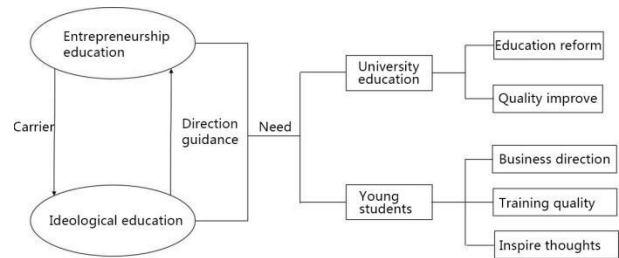 Entrepreneurship
education
Carrier
Direction
guidance
Need
Ideological education
University
education
Education reform
Quality improve
Young
students
Business direction
Training quality
Inspire thoughts